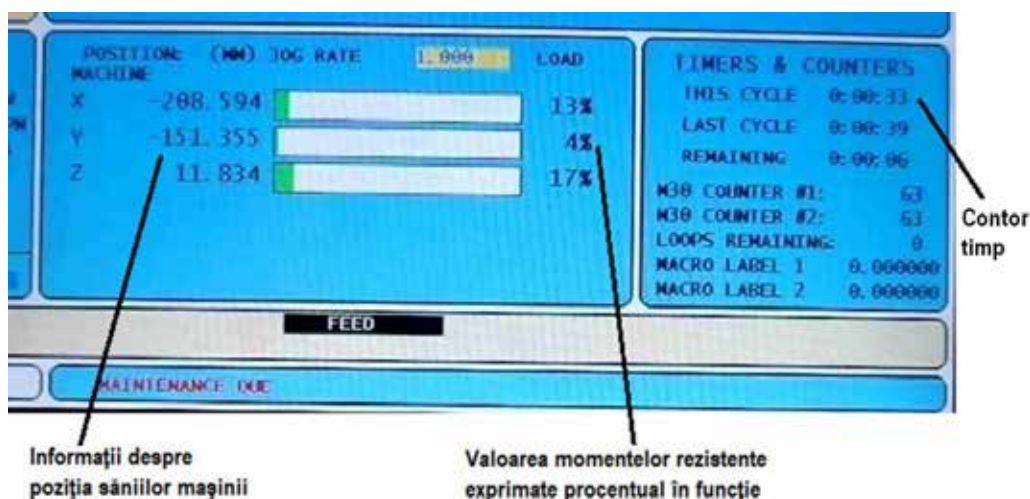 POSITION: (MM) JOG RATE 1.000 LOAD
MACHINE
X -208.594 13%
Y -151.355 4%
Z 11.834 17%
TIMERS & COUNTERS
THIS CYCLE 0:00:33
LAST CYCLE 0:00:39
REMAINING 0:00:06
M30 COUNTER #1: 63
M30 COUNTER #2: 63
LOOPS REMAINING: 0
MACRO LABEL 1 0.000000
MACRO LABEL 2 0.000000
Contor
timp
FEED
MAINTENANCE DUE
Informații despre
poziția săniilor mașinii
Valoarea momentelor rezistente
exprimate procentual în funcție